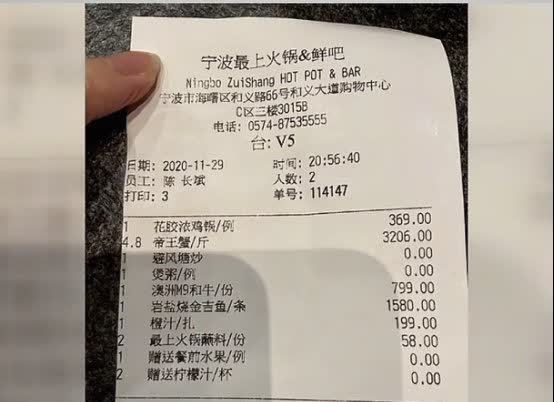 宁波最上火锅&鲜吧
Ningbo ZuiShang HOT POT & BAR
宁波市海曙区和义路66号和义大道购物中心
C区三楼3015B
电话: 0574-87535555
台: V5
日期: 2020-11-29 时间: 20:56:40
员工: 陈 长斌 人数: 2
打印: 3 单号: 114147
1 花胶浓鸡锅/例 369.00
4.8 帝王蟹/斤 3206.00
1 避风塘炒 0.00
1 煲粥/例 0.00
1 澳洲M9和牛/份 799.00
1 岩盐烧金吉鱼/条 1580.00
1 橙汁/扎 199.00
2 最上火锅蘸料/份 58.00
1 赠送餐前水果/例 0.00
2 赠送柠檬汁/杯 0.00